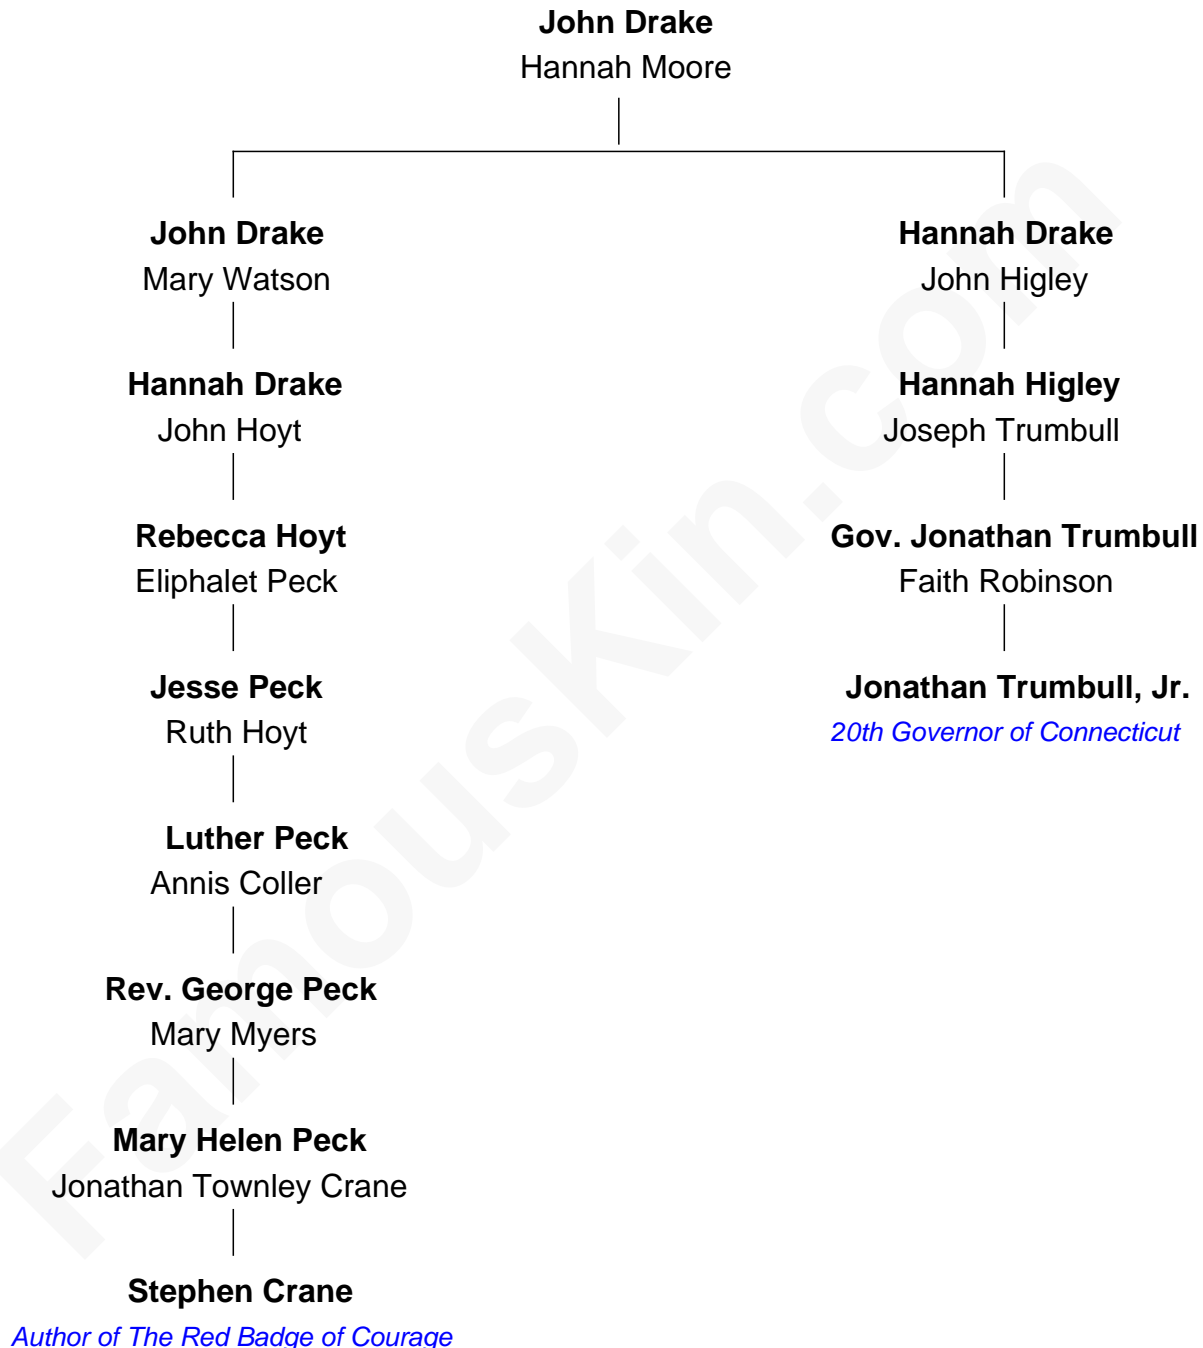 John Drake
Hannah Moore
John Drake
Mary Watson
Hannah Drake
John Higley
Hannah Drake
John Hoyt
Hannah Higley
Joseph Trumbull
Rebecca Hoyt
Eliphalet Peck
Gov. Jonathan Trumbull
Faith Robinson
Jesse Peck
Ruth Hoyt
Jonathan Trumbull, Jr.
20th Governor of Connecticut
Luther Peck
Annis Coller
Rev. George Peck
Mary Myers
Mary Helen Peck
Jonathan Townley Crane
Stephen Crane
Author of The Red Badge of Courage
FamousKin.com